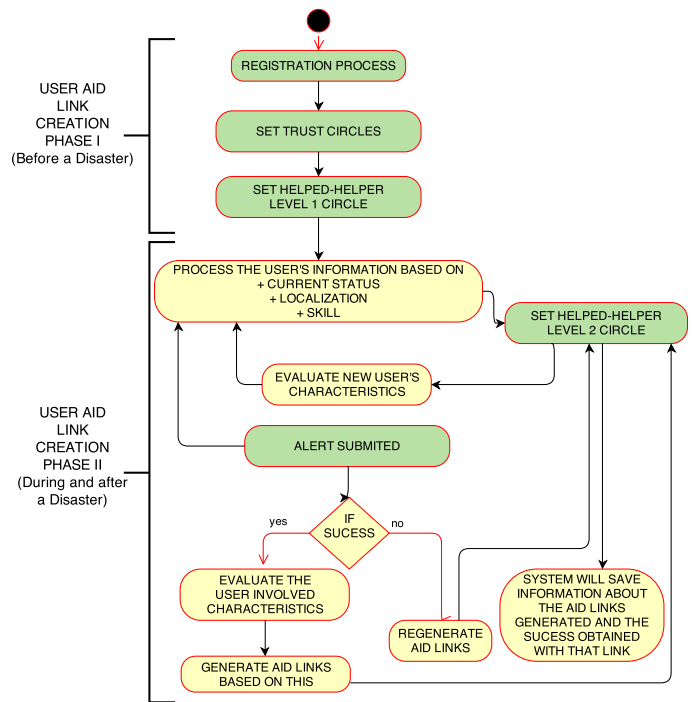 REGISTRATION PROCESS
USER AID
LINK
CREATION
PHASE I
(Before a Disaster)
SET TRUST CIRCLES
SET HELPED-HELPER
LEVEL 1 CIRCLE
PROCESS THE USER'S INFORMATION BASED ON
+ CURRENT STATUS
+ LOCALIZATION
+ SKILL
SET HELPED-HELPER
LEVEL 2 CIRCLE
EVALUATE NEW USER'S
CHARACTERISTICS
USER AID
LINK
CREATION
PHASE II
(During and after
a Disaster)
ALERT SUBMITED
IF
SUCESS
yes
no
EVALUATE THE
USER INVOLVED
CHARACTERISTICS
REGENERATE
AID LINKS
SYSTEM WILL SAVE
INFORMATION ABOUT
THE AID LINKS
GENERATED AND THE
SUCESS OBTAINED
WITH THAT LINK
GENERATE AID LINKS
BASED ON THIS